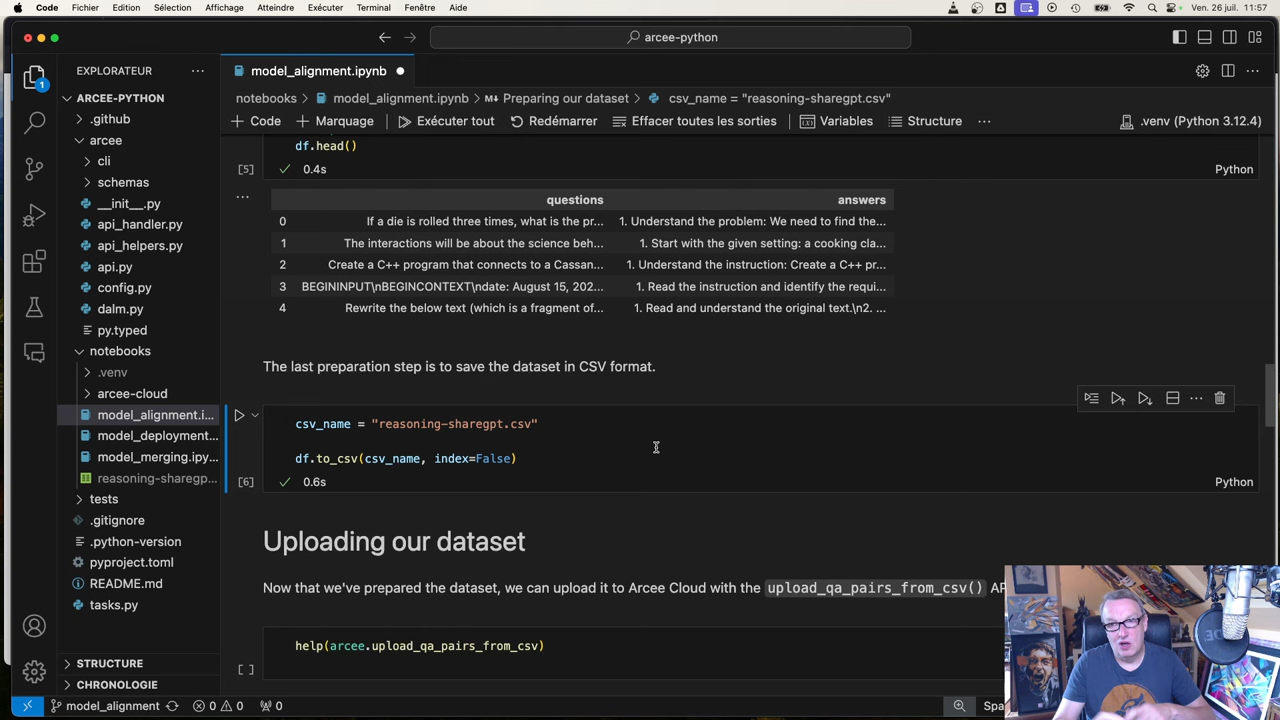 Code Fichier Edition Sélection Affichage Atteindre Exécuter Terminal Fenêtre Aide Ven. 26 juil. 11:57
arcee-python
EXPLORATEUR
model_alignment.ipynb
1
ARCEE-PYTHON
.github
arcee
cli
schemas
__init__.py
api_handler.py
api_helpers.py
api.py
config.py
dalm.py
py.typed
notebooks
.venv
arcee-cloud
model_alignment.i...
model_deployment...
model_merging.ipy...
reasoning-sharegp...
tests
.gitignore
.python-version
pyproject.toml
README.md
tasks.py
STRUCTURE
CHRONOLOGIE
notebooks > model_alignment.ipynb > Preparing our dataset > csv_name = "reasoning-sharegpt.csv"
+ Code + Marquage Exécuter tout Redémarrer Effacer toutes les sorties Variables Structure ... .venv (Python 3.12.4)
df.head()
[5] 0.4s Python
... questions answers
0 If a die is rolled three times, what is the pr... 1. Understand the problem: We need to find the...
1 The interactions will be about the science beh... 1. Start with the given setting: a cooking cla...
2 Create a C++ program that connects to a Cassan... 1. Understand the instruction: Create a C++ pr...
3 BEGININPUT\nBEGINCONTEXT\ndate: August 15, 202... 1. Read the instruction and identify the requi...
4 Rewrite the below text (which is a fragment of... 1. Read and understand the original text.\n2. ...
The last preparation step is to save the dataset in CSV format.
csv_name = "reasoning-sharegpt.csv"
df.to_csv(csv_name, index=False)
[6] 0.6s Python
Uploading our dataset
Now that we've prepared the dataset, we can upload it to Arcee Cloud with the upload_qa_pairs_from_csv() AP
help(arcee.upload_qa_pairs_from_csv)
[ ]
model_alignment 0 0 0 Spa